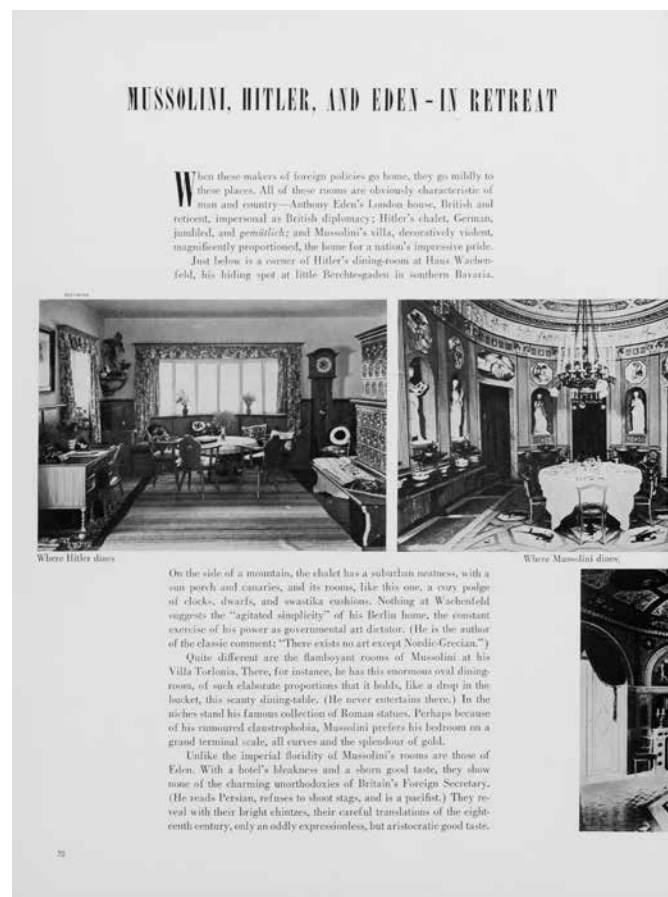 MUSSOLINI, HITLER, AND EDEN - IN RETREAT
When these makers of foreign policies go home, they go mildly to
these places. All of these rooms are obviously characteristic of
man and country—Anthony Eden's London house, British and
reticent, impersonal as British diplomacy; Hitler's chalet, German,
jumbled, and gemütlich; and Mussolini's villa, decoratively violent,
magnificently proportioned, the home for a nation's impressive pride.
Just below is a corner of Hitler's dining-room at Haus Wachen-
feld, his hiding spot at little Berchtesgaden in southern Bavaria.
Where Hitler dines
Where Mussolini dines;
On the side of a mountain, the chalet has a suburban neatness, with a
sun porch and canaries, and its rooms, like this one, a cozy podge
of clocks, dwarfs, and swastika cushions. Nothing at Wachenfeld
suggests the "agitated simplicity" of his Berlin home, the constant
exercise of his power as governmental art dictator. (He is the author
of the classic comment: "There exists no art except Nordic-Grecian.")
Quite different are the flamboyant rooms of Mussolini at his
Villa Torlonia. There, for instance, he has this enormous oval dining-
room, of such elaborate proportions that it holds, like a drop in the
bucket, this scanty dining-table. (He never entertains there.) In the
niches stand his famous collection of Roman statues. Perhaps because
of his rumoured claustrophobia, Mussolini prefers his bedroom on a
grand terminal scale, all curves and the splendour of gold.
Unlike the imperial floridity of Mussolini's rooms are those of
Eden. With a hotel's bleakness and a shorn good taste, they show
none of the charming unorthodoxies of Britain's Foreign Secretary.
(He reads Persian, refuses to shoot stags, and is a pacifist.) They re-
veal with their bright chintzes, their careful translations of the eight-
eenth century, only an oddly expressionless, but aristocratic good taste.
70